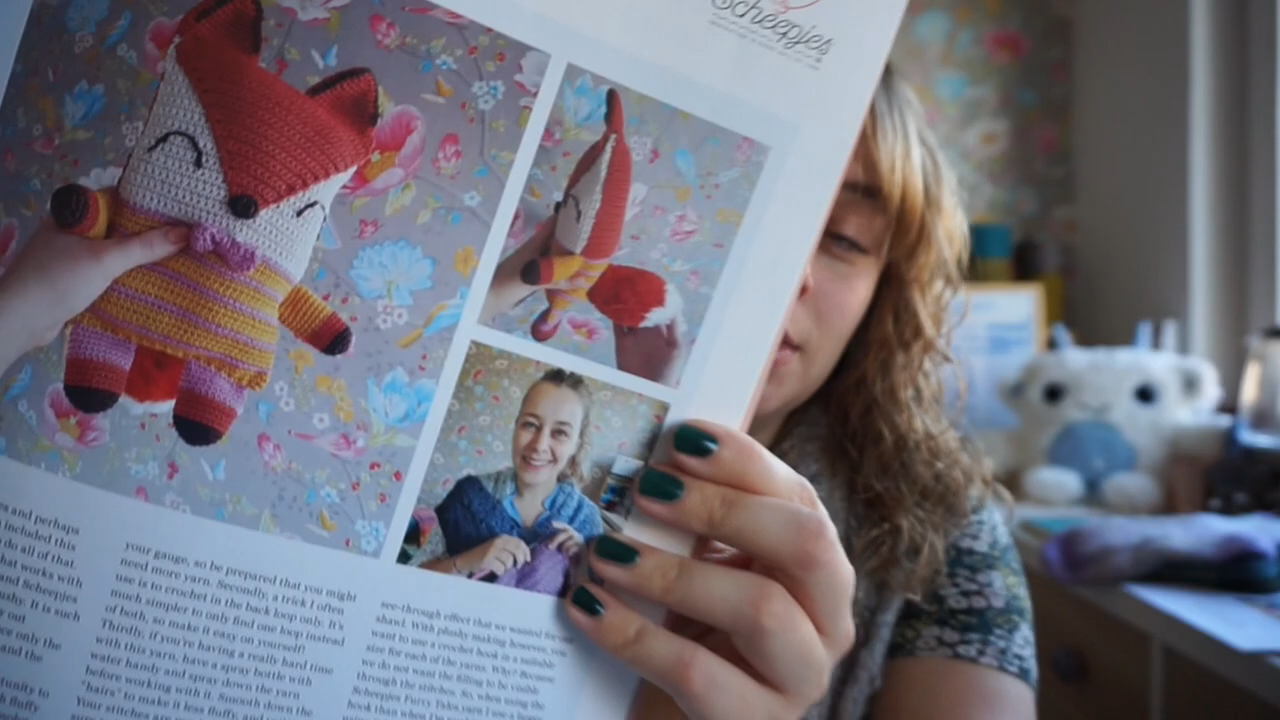 Scheepjes
es and perhaps
included this
do all of that.
hat works with
and Scheepjes
ushy. It is such
out
ce only the
and the
tunity to
fluffy
your gauge, so be prepared that you might
need more yarn. Secondly, a trick I often
use is to crochet in the back loop only. It's
much simpler to only find one loop instead
of both, so make it easy on yourself!
Thirdly, if you're having a really hard time
with this yarn, have a spray bottle with
water handy and spray down the yarn
before working with it. Smooth down the
"hairs" to make it less fluffy, and
Your stitches are
see-through effect that we wanted for our
shawl. With plushy making however, you
want to use a crochet hook in a suitable
size for each of the yarns. Why? Because
we do not want the filling to be visible
through the stitches. So, when using the
Scheepjes Furry Tales yarn I use a
hook than when I'm